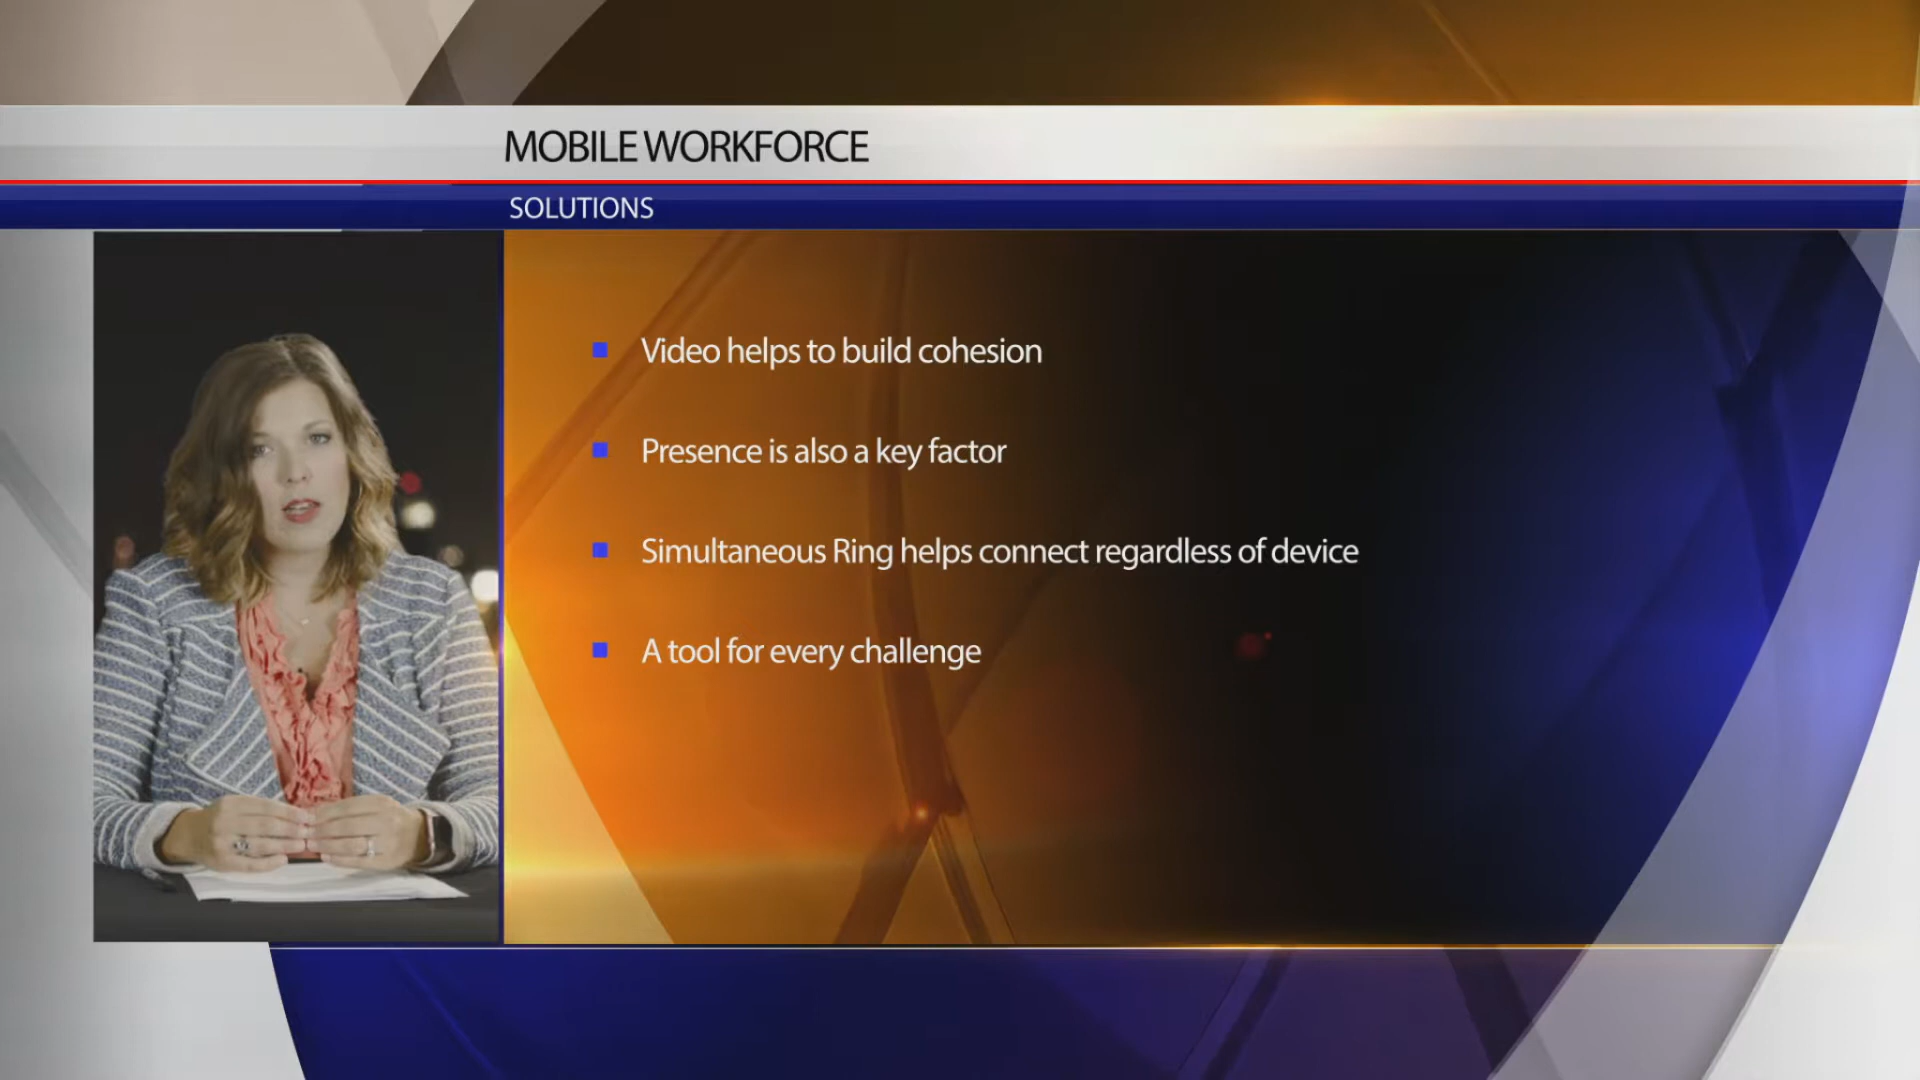 MOBILE WORKFORCE
SOLUTIONS
Video helps to build cohesion
Presence is also a key factor
Simultaneous Ring helps connect regardless of device
A tool for every challenge